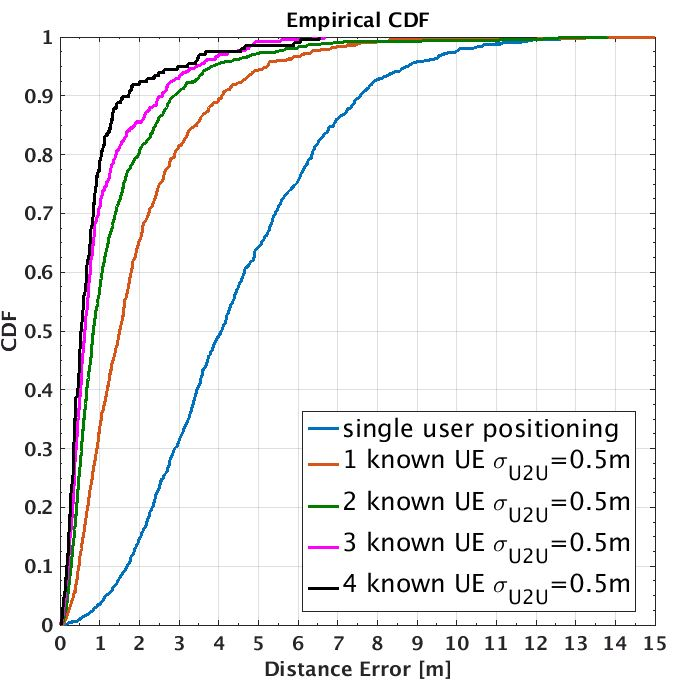 Empirical CDF
1
0.9
0.8
0.7
0.6
0.5
0.4
0.3
0.2
0.1
0
CDF
single user positioning
1 known UE σU2U=0.5m
2 known UE σU2U=0.5m
3 known UE σU2U=0.5m
4 known UE σU2U=0.5m
0 1 2 3 4 5 6 7 8 9 10 11 12 13 14 15
Distance Error [m]